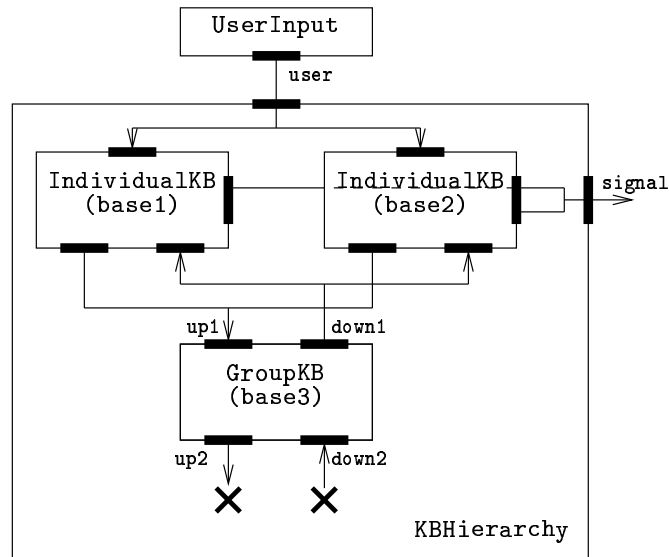 UserInput
user
IndividualKB
(base1)
IndividualKB
(base2)
signal
up1
down1
GroupKB
(base3)
up2
down2
KBHierarchy